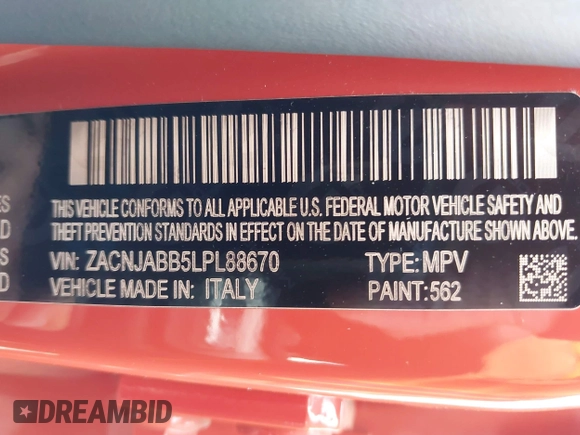 THIS VEHICLE CONFORMS TO ALL APPLICABLE U.S. FEDERAL MOTOR VEHICLE SAFETY AND
THEFT PREVENTION STANDARDS IN EFFECT ON THE DATE OF MANUFACTURE SHOWN ABOVE.
VIN: ZACNJABB5LPL88670 TYPE: MPV
VEHICLE MADE IN: ITALY PAINT:562
DREAMBID